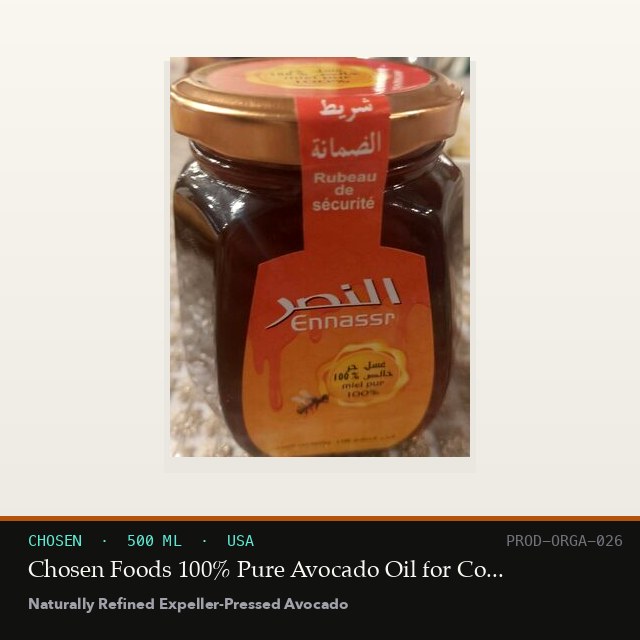 شريط
الضمانة
Rubeau
de
sécurité
النصر
Ennassr
عسل حر
خالص %100
miel pur
100%
CHOSEN · 500 ML · USA
PROD-ORGA-026
Chosen Foods 100% Pure Avocado Oil for Co...
Naturally Refined Expeller-Pressed Avocado